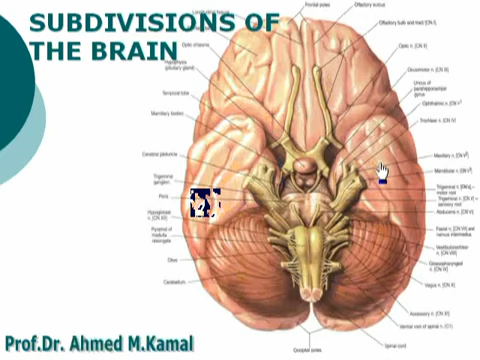 SUBDIVISIONS OF
THE BRAIN
Frontal poles
Olfactory sulcus
Olfactory bulb and tract [CN I]
Optic chiasma
Optic n. [CN II]
Hypophysis
(pituitary gland)
Oculomotor n. [CN III]
Uncus of
parahippocampal
gyrus
Temporal lobe
Ophthalmic n. [CN V¹]
Mamillary bodies
Trochlear n. [CN IV]
Cerebral peduncle
Maxillary n. [CN V²]
Mandibular n. [CN V³]
Trigeminal
ganglion
Trigeminal n. [CN V] –
motor root
Pons
Trigeminal n. [CN V] –
sensory root
Hypoglossal
n. [CN XII]
Abducens n. [CN VI]
Pyramid of
medulla
oblongata
Facial n. [CN VII] and
nervus intermedius
Vestibulocochlear
n. [CN VIII]
Olive
Glossopharyngeal
n. [CN IX]
Cerebellum
Vagus n. [CN X]
Accessory n. [CN XI]
Ventral root of spinal n. (C1)
Spinal cord
Occipital poles
Prof.Dr. Ahmed M.Kamal